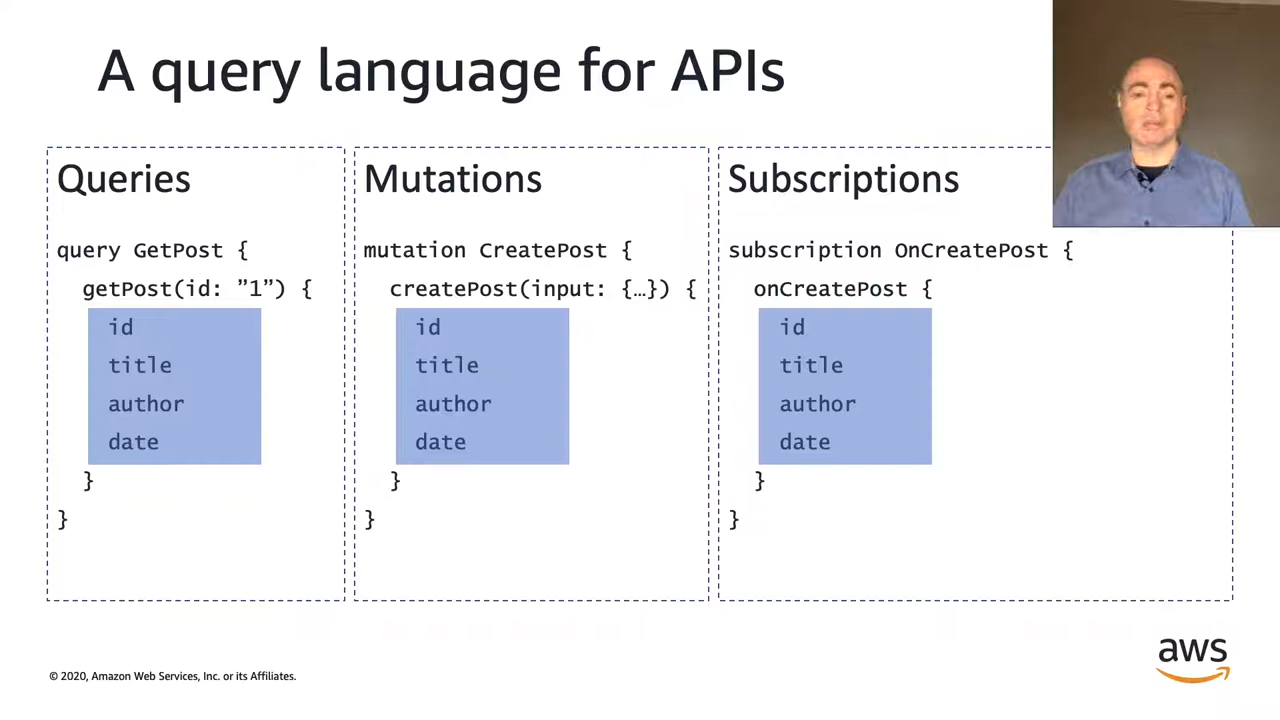 A query language for APIs
Queries
query GetPost {
getPost(id: ”1”) {
id
title
author
date
}
}
Mutations
mutation CreatePost {
createPost(input: {…}) {
id
title
author
date
}
}
Subscriptions
subscription OnCreatePost {
onCreatePost {
id
title
author
date
}
}
© 2020, Amazon Web Services, Inc. or its Affiliates.
aws